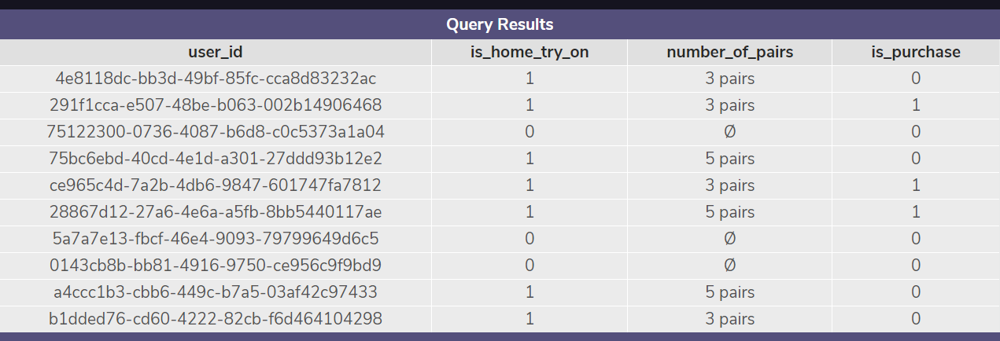 Query Results
user_id is_home_try_on number_of_pairs is_purchase
4e8118dc-bb3d-49bf-85fc-cca8d83232ac 1 3 pairs 0
291f1cca-e507-48be-b063-002b14906468 1 3 pairs 1
75122300-0736-4087-b6d8-c0c5373a1a04 0 Ø 0
75bc6ebd-40cd-4e1d-a301-27ddd93b12e2 1 5 pairs 0
ce965c4d-7a2b-4db6-9847-601747fa7812 1 3 pairs 1
28867d12-27a6-4e6a-a5fb-8bb5440117ae 1 5 pairs 1
5a7a7e13-fbcf-46e4-9093-79799649d6c5 0 Ø 0
0143cb8b-bb81-4916-9750-ce956c9f9bd9 0 Ø 0
a4ccc1b3-cbb6-449c-b7a5-03af42c97433 1 5 pairs 0
b1dded76-cd60-4222-82cb-f6d464104298 1 3 pairs 0